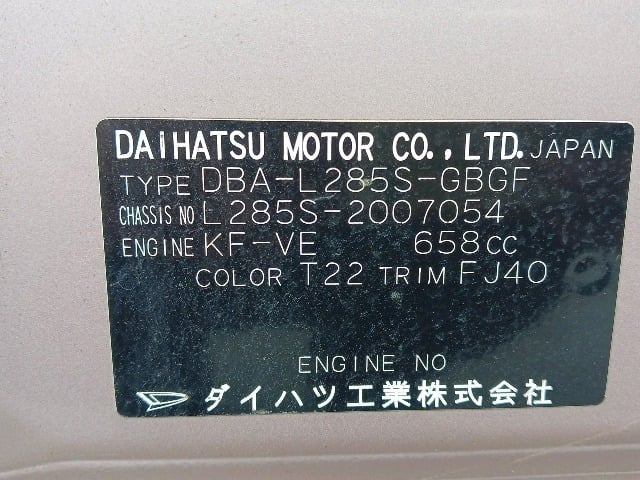 DAIHATSU MOTOR CO., LTD. JAPAN
TYPE DBA-L285S-GBGF
CHASSIS NO L285S-2007054
ENGINE KF-VE 658cc
COLOR T22 TRIM FJ40
ENGINE NO
ダイハツ工業株式会社